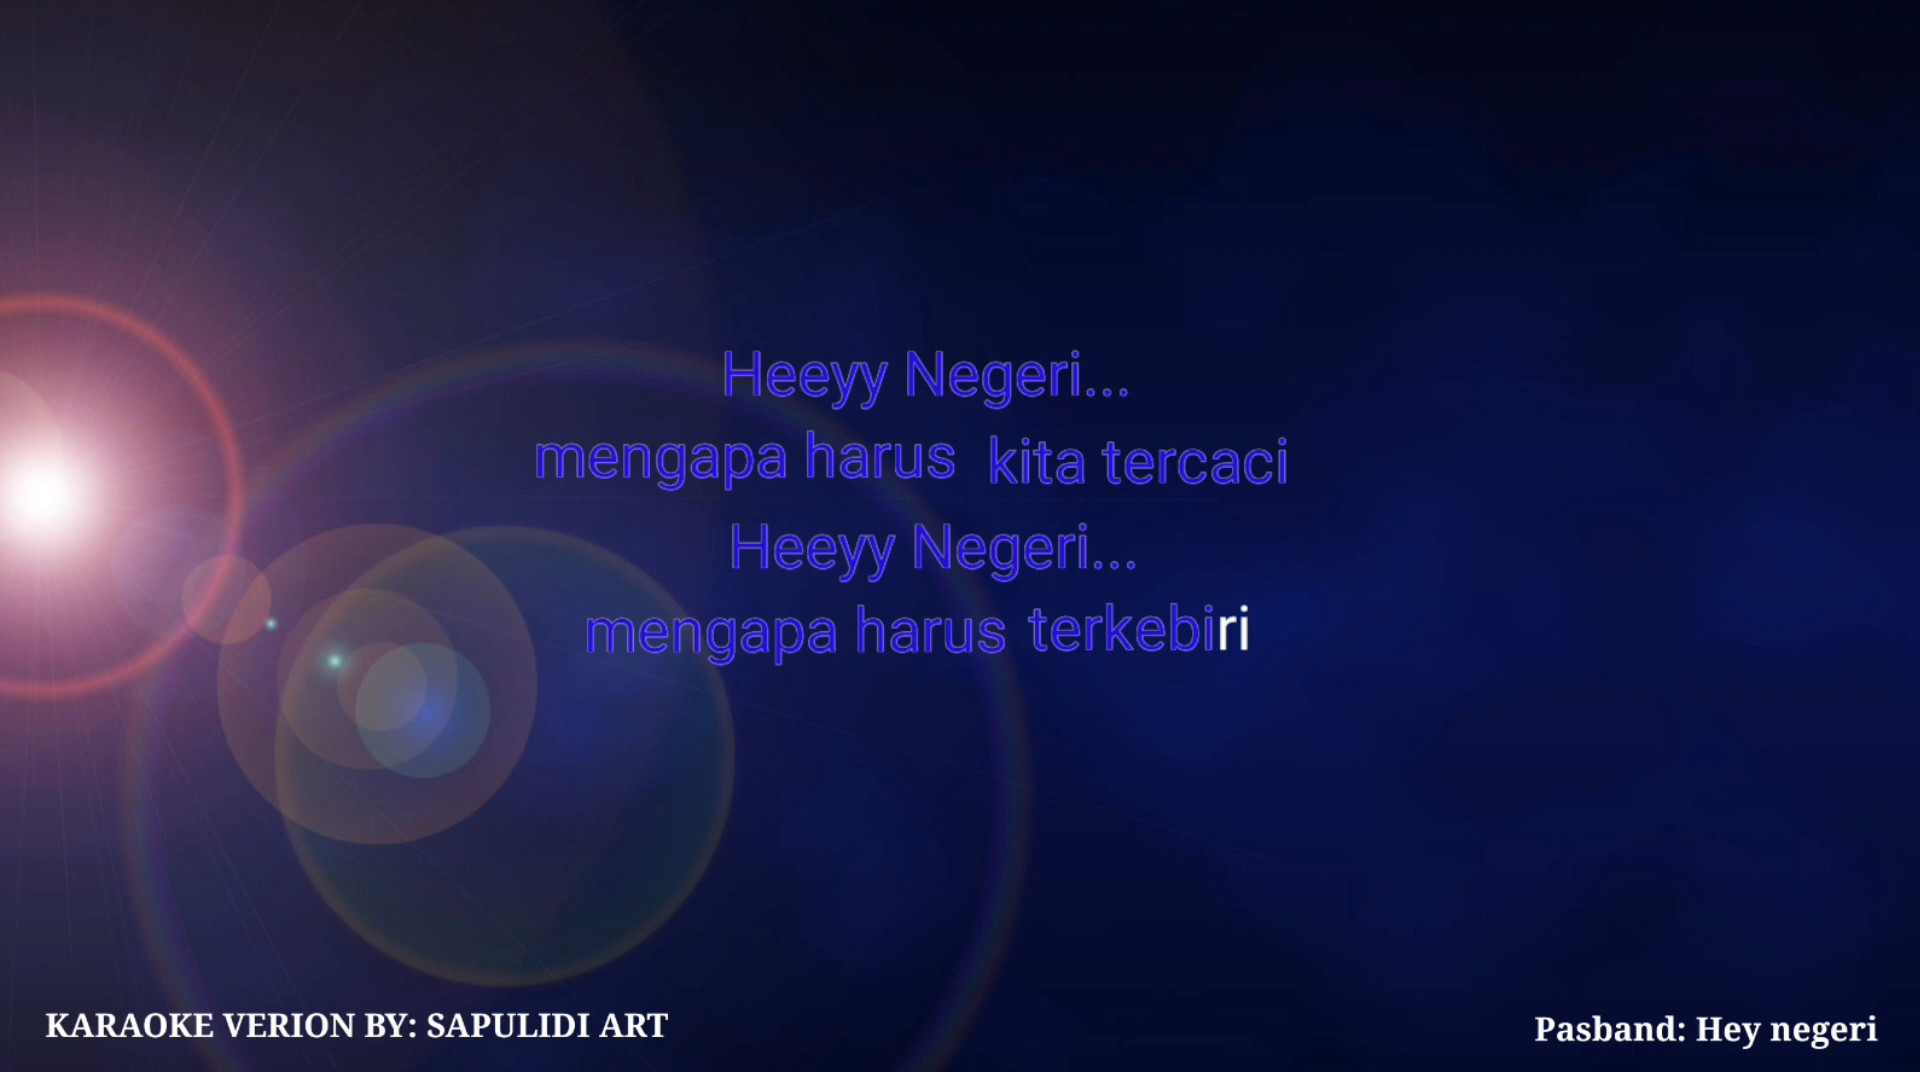 Heeyy Negeri...
mengapa harus kita tercaci
Heeyy Negeri...
mengapa harus terkebiri
KARAOKE VERION BY: SAPULIDI ART
Pasband: Hey negeri